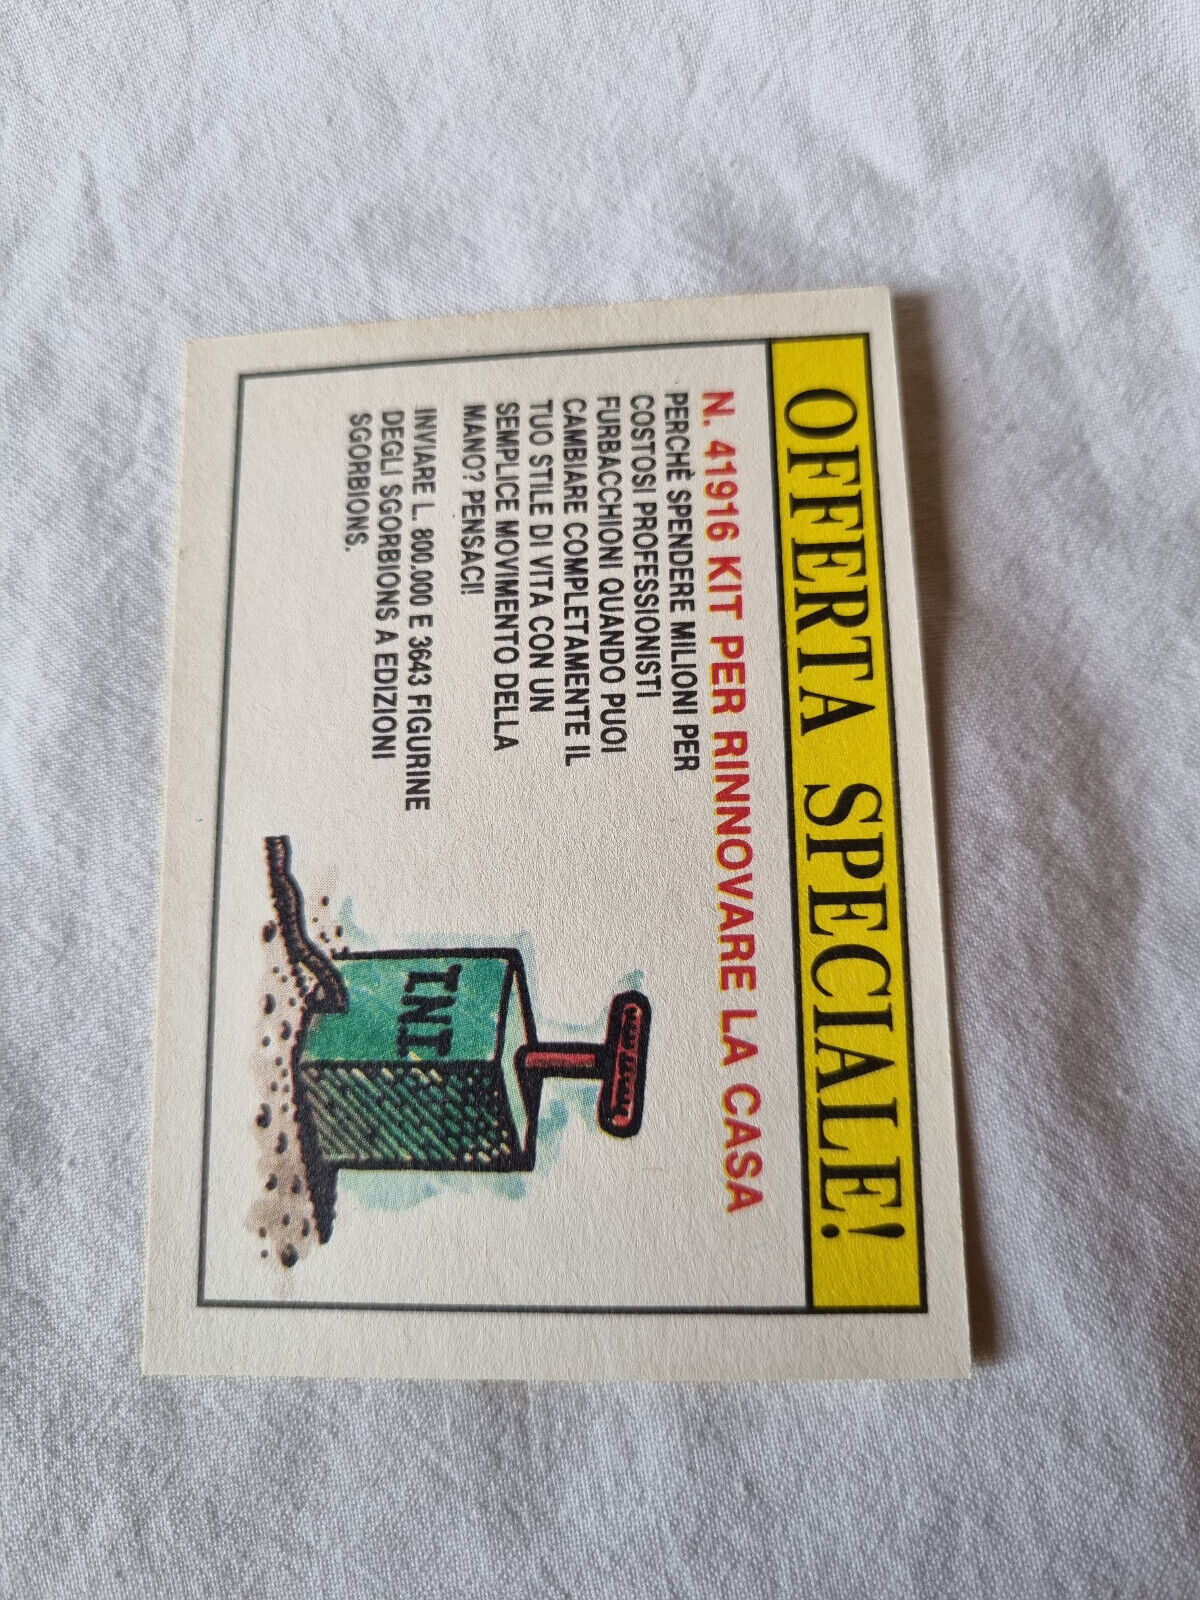 OFFERTA SPECIALE!
N. 41916 KIT PER RINNOVARE LA CASA
PERCHÈ SPENDERE MILIONI PER
COSTOSI PROFESSIONISTI
FURBACCHIONI QUANDO PUOI
CAMBIARE COMPLETAMENTE IL
TUO STILE DI VITA CON UN
SEMPLICE MOVIMENTO DELLA
MANO? PENSACI!
INVIARE L. 800.000 E 3643 FIGURINE
DEGLI SGORBIONS A EDIZIONI
SGORBIONS.
INI